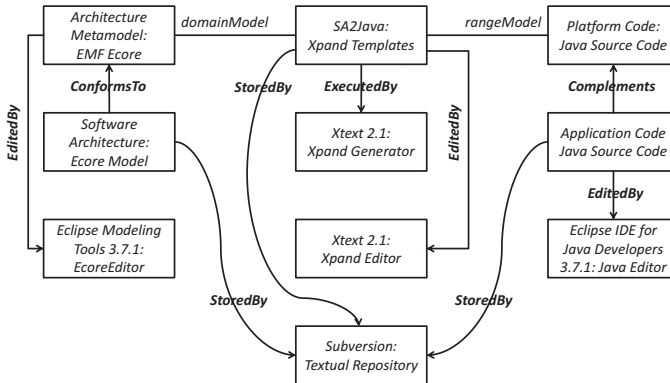 Architecture
Metamodel:
EMF Ecore
domainModel
SA2Java:
Xpand Templates
rangeModel
Platform Code:
Java Source Code
EditedBy
ConformsTo
StoredBy
ExecutedBy
EditedBy
Complements
Software
Architecture:
Ecore Model
Xtext 2.1:
Xpand Generator
Application Code
Java Source Code
EditedBy
Eclipse Modeling
Tools 3.7.1:
EcoreEditor
Xtext 2.1:
Xpand Editor
Eclipse IDE for
Java Developers
3.7.1: Java Editor
StoredBy
StoredBy
Subversion:
Textual Repository